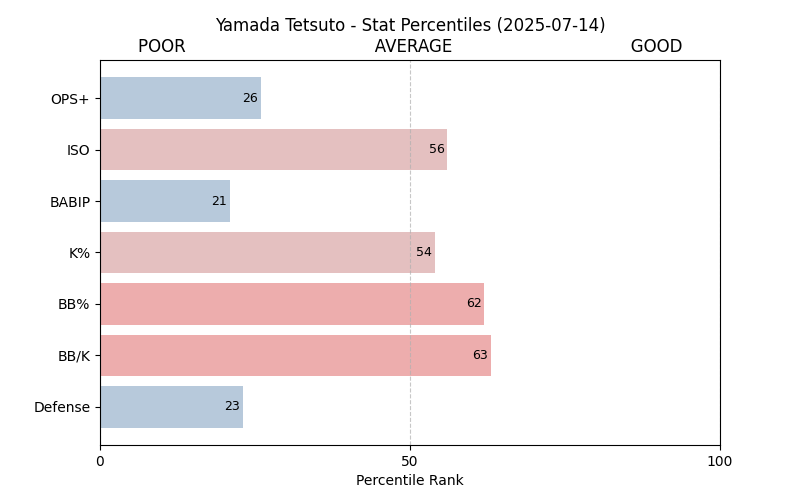 Yamada Tetsuto - Stat Percentiles (2025-07-14)
POOR AVERAGE GOOD
OPS+ 26
ISO 56
BABIP 21
K% 54
BB% 62
BB/K 63
Defense 23
0 50 100
Percentile Rank